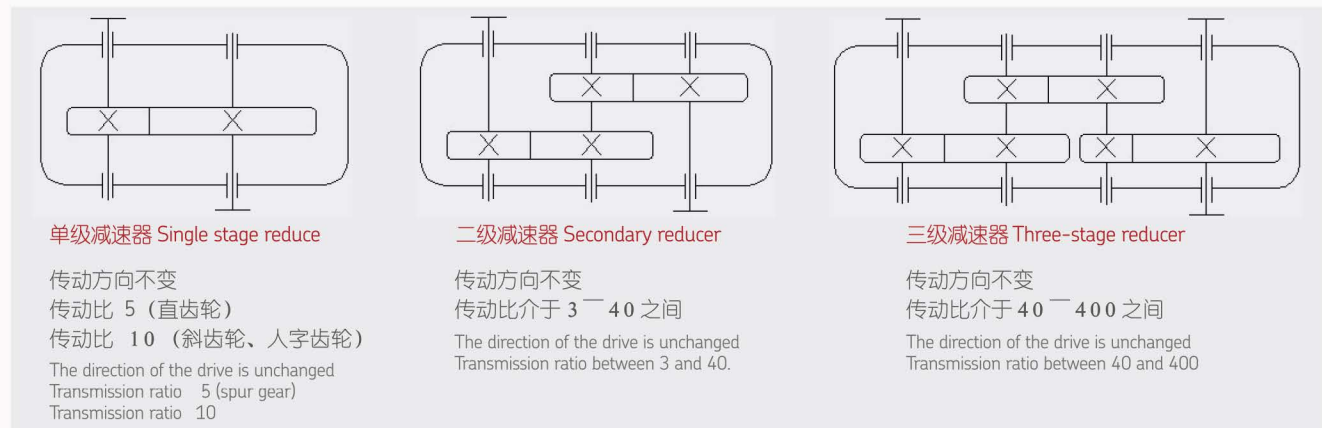 单级减速器 Single stage reduce
传动方向不变
传动比 5 (直齿轮)
传动比 10 (斜齿轮、人字齿轮)
The direction of the drive is unchanged
Transmission ratio 5 (spur gear)
Transmission ratio 10
二级减速器 Secondary reducer
传动方向不变
传动比介于 3 — 40 之间
The direction of the drive is unchanged
Transmission ratio between 3 and 40.
三级减速器 Three-stage reducer
传动方向不变
传动比介于 40 — 400 之间
The direction of the drive is unchanged
Transmission ratio between 40 and 400